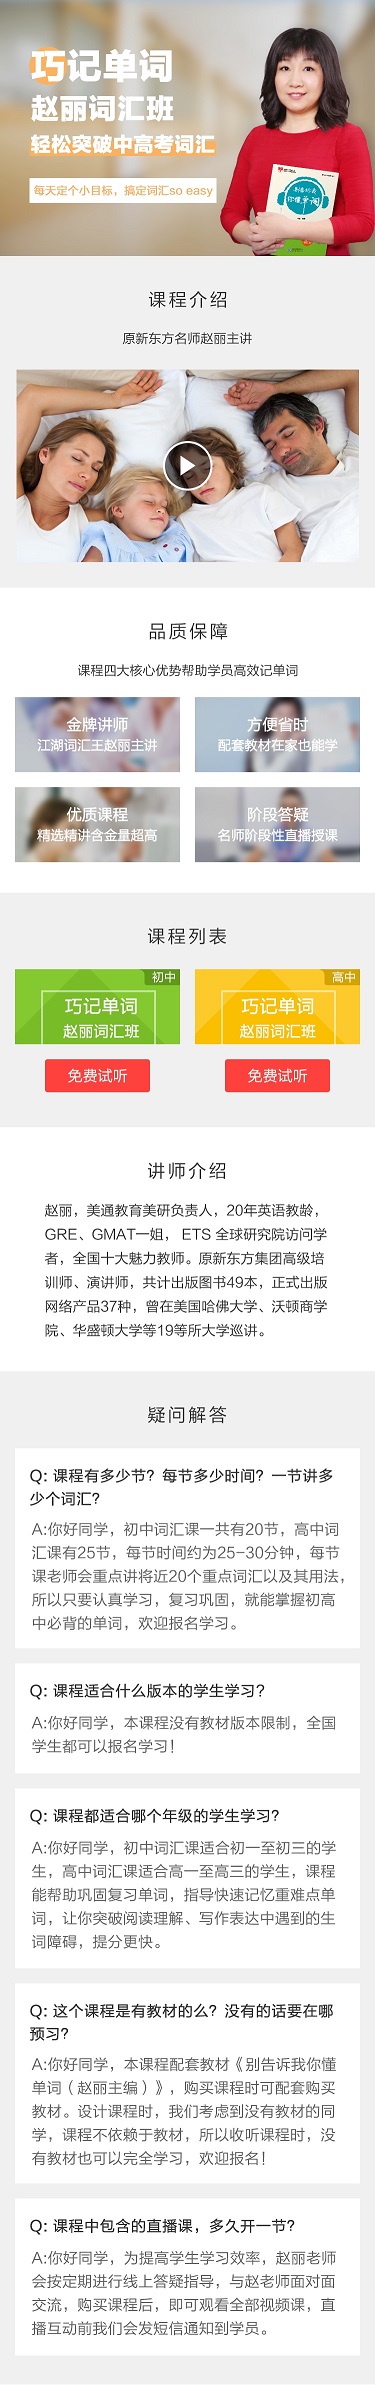 巧记单词
赵丽词汇班
轻松突破中高考词汇
每天定个小目标，搞定词汇so easy
别告诉我
你懂单词
课程介绍
原新东方名师赵丽主讲
品质保障
课程四大核心优势帮助学员高效记单词
金牌讲师
江湖词汇王赵丽主讲
方便省时
配套教材在家也能学
优质课程
精选精讲含金量超高
阶段答疑
名师阶段性直播授课
课程列表
初中
巧记单词
赵丽词汇班
高中
巧记单词
赵丽词汇班
免费试听
免费试听
讲师介绍
赵丽，美通教育美研负责人，20年英语教龄，
GRE、GMAT一姐， ETS 全球研究院访问学
者，全国十大魅力教师。原新东方集团高级培
训师、演讲师，共计出版图书49本，正式出版
网络产品37种，曾在美国哈佛大学、沃顿商学
院、华盛顿大学等19等所大学巡讲。
疑问解答
Q: 课程有多少节？每节多少时间？一节讲多
少个词汇？
A:你好同学，初中词汇课一共有20节，高中词
汇课有25节，每节时间约为25-30分钟，每节
课老师会重点讲将近20个重点词汇以及其用法，
所以只要认真学习，复习巩固，就能掌握初高
中必背的单词，欢迎报名学习。
Q: 课程适合什么版本的学生学习？
A:你好同学，本课程没有教材版本限制，全国
学生都可以报名学习！
Q: 课程都适合哪个年级的学生学习？
A:你好同学，初中词汇课适合初一至初三的学
生，高中词汇课适合高一至高三的学生，课程
能帮助巩固复习单词，指导快速记忆重难点单
词，让你突破阅读理解、写作表达中遇到的生
词障碍，提分更快。
Q: 这个课程是有教材的么？没有的话要在哪
预习？
A:你好同学，本课程配套教材《别告诉我你懂
单词（赵丽主编）》，购买课程时可配套购买
教材。设计课程时，我们考虑到没有教材的同
学，课程不依赖于教材，所以收听课程时，没
有教材也可以完全学习，欢迎报名！
Q: 课程中包含的直播课，多久开一节？
A:你好同学，为提高学生学习效率，赵丽老师
会按定期进行线上答疑指导，与赵老师面对面
交流，购买课程后，即可观看全部视频课，直
播互动前我们会发短信通知到学员。